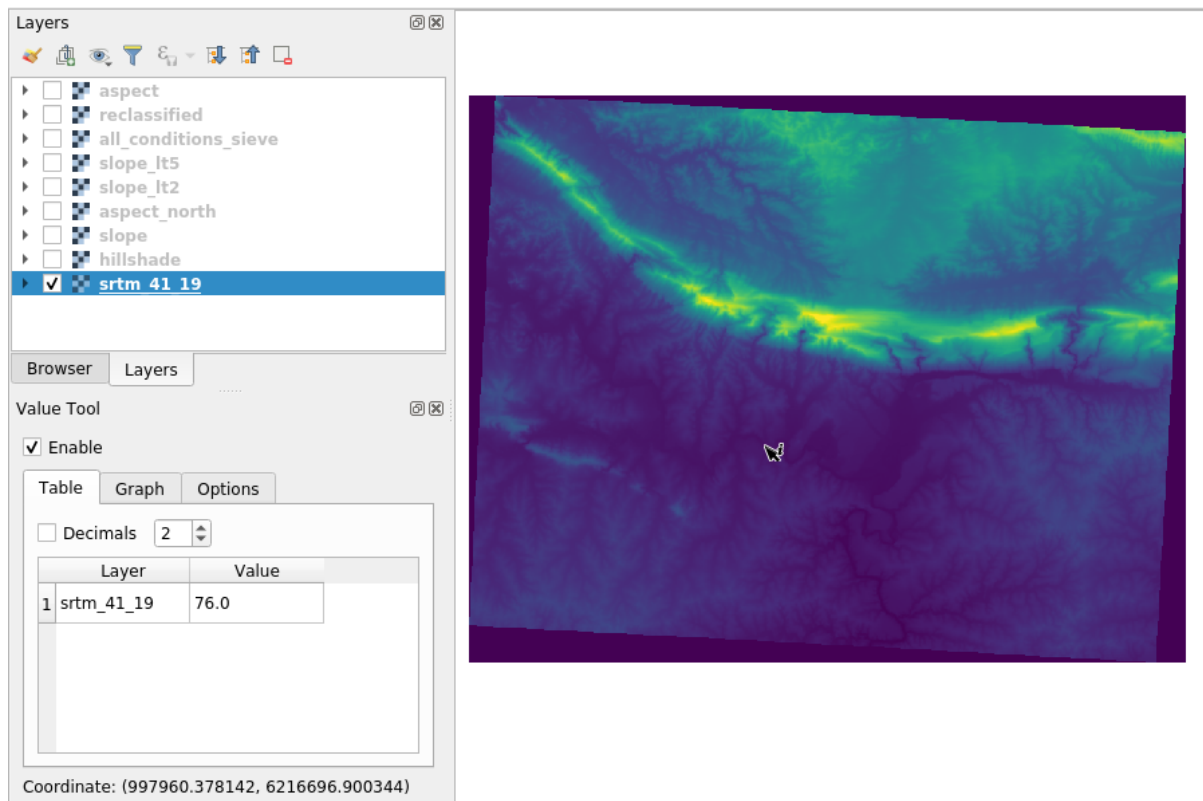 Layers
aspect
reclassified
all_conditions_sieve
slope_lt5
slope_lt2
aspect_north
slope
hillshade
srtm_41_19
Browser Layers
Value Tool
Enable
Table Graph Options
Decimals 2
Layer Value
1 srtm_41_19 76.0
Coordinate: (997960.378142, 6216696.900344)